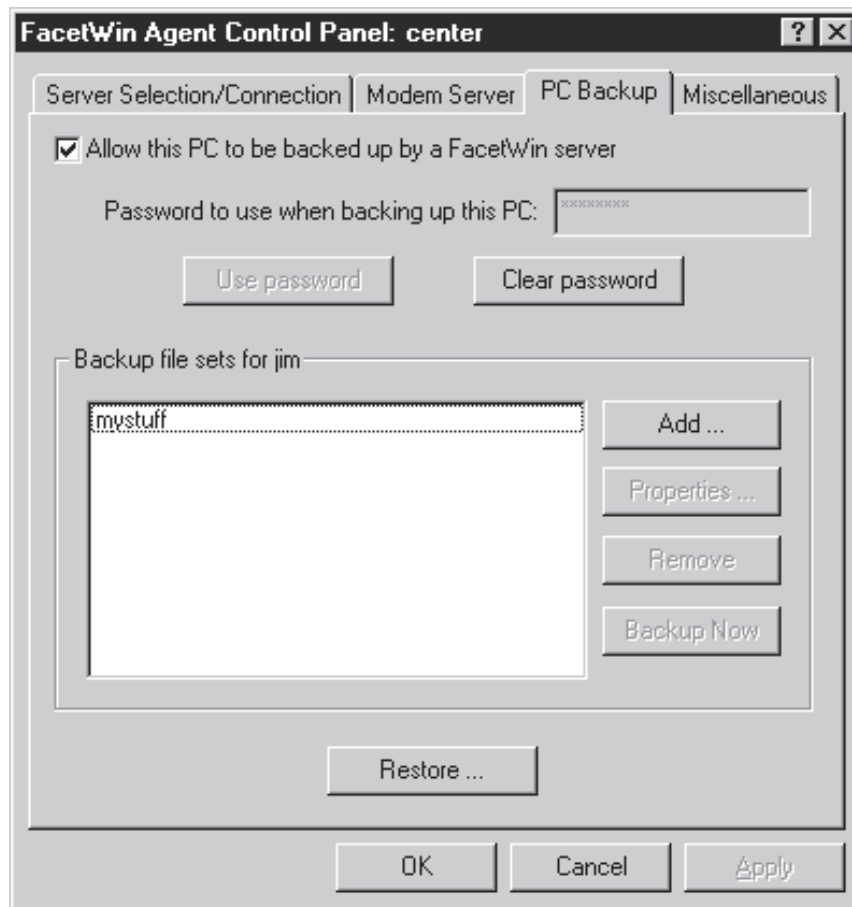 FacetWin Agent Control Panel: center
Server Selection/Connection Modem Server PC Backup Miscellaneous
Allow this PC to be backed up by a FacetWin server
Password to use when backing up this PC: ********
Use password Clear password
Backup file sets for jim
mystuff
Add ...
Properties ...
Remove
Backup Now
Restore ...
OK Cancel Apply